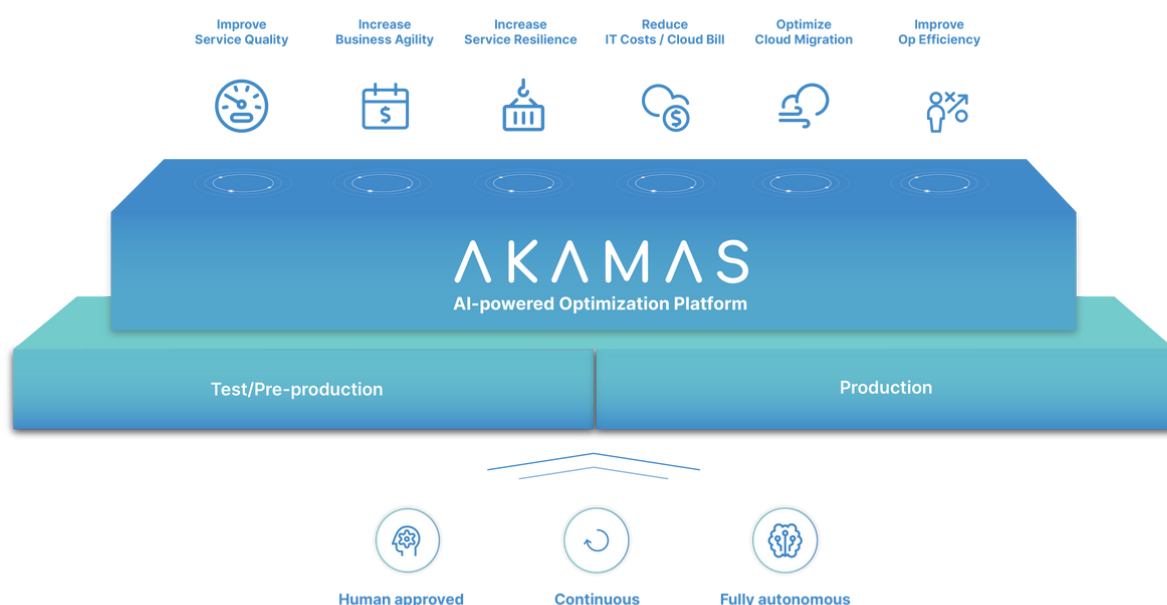 Improve
Service Quality
Increase
Business Agility
Increase
Service Resilience
Reduce
IT Costs / Cloud Bill
Optimize
Cloud Migration
Improve
Op Efficiency
AKAMAS
AI-powered Optimization Platform
Test/Pre-production
Production
Human approved
Continuous
Fully autonomous